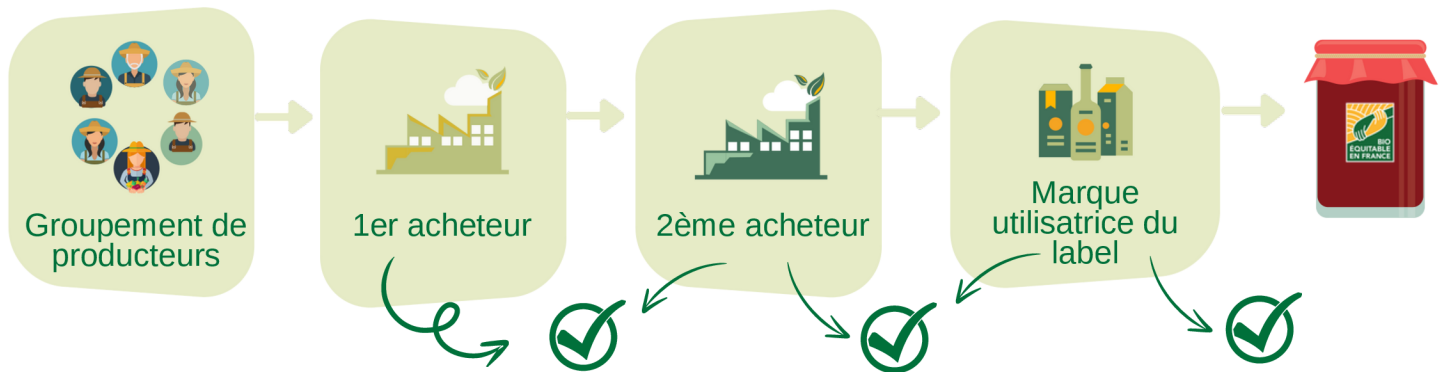 Groupement de
producteurs
1er acheteur
2ème acheteur
Marque
utilisatrice du
label
BIO
ÉQUITABLE
EN FRANCE